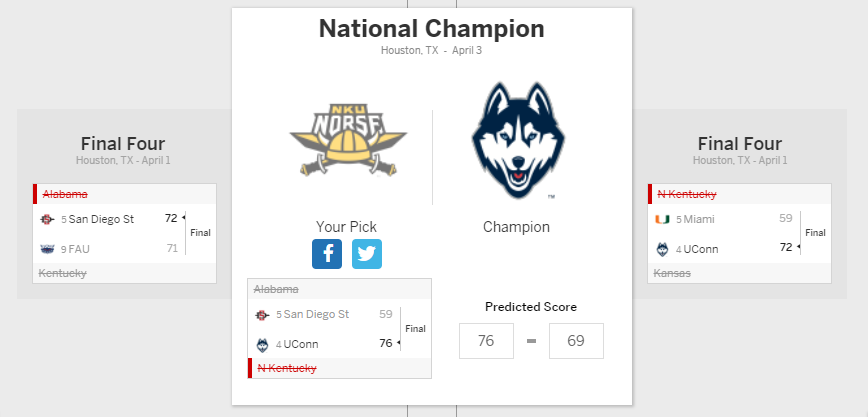 National Champion
Houston, TX - April 3
NKU
NORSE
TM
Your Pick
Champion
Alabama
5 San Diego St 59
4 UConn 76
Final
N Kentucky
Predicted Score
76 - 69
Final Four
Houston, TX - April 1
Alabama
5 San Diego St 72
9 FAU 71
Final
Kentucky
Final Four
Houston, TX - April 1
N Kentucky
5 Miami 59
4 UConn 72
Final
Kansas